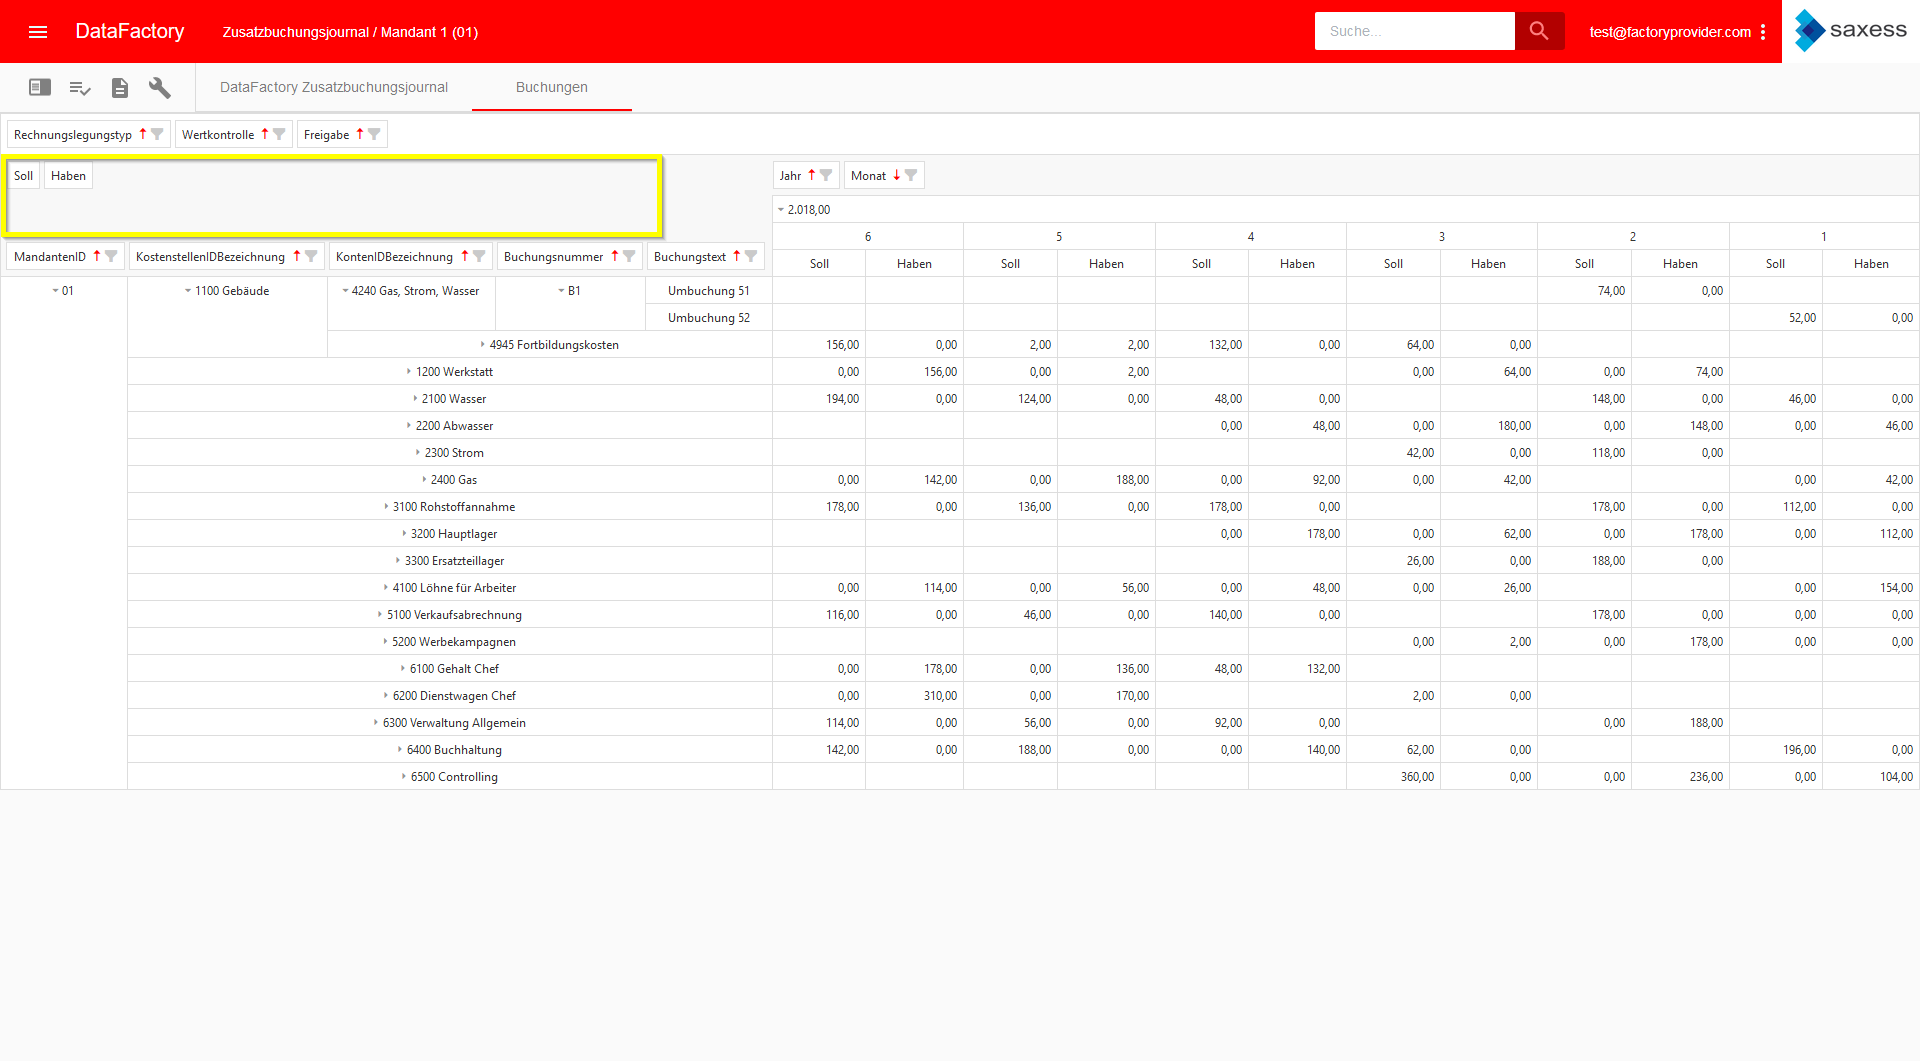 DataFactory Zusatzbuchungsjournal / Mandant 1 (01) Suche... test@factoryprovider.com saxess
DataFactory Zusatzbuchungsjournal Buchungen
Rechnungslegungstyp Wertkontrolle Freigabe
Soll Haben Jahr Monat
2.018,00
6 5 4 3 2 1
MandantenID KostenstellenIDBezeichnung KontenIDBezeichnung Buchungsnummer Buchungstext
Soll Haben Soll Haben Soll Haben Soll Haben Soll Haben Soll Haben
01 1100 Gebäude 4240 Gas, Strom, Wasser B1 Umbuchung 51 74,00 0,00
Umbuchung 52 52,00 0,00
4945 Fortbildungskosten 156,00 0,00 2,00 2,00 132,00 0,00 64,00 0,00
1200 Werkstatt 0,00 156,00 0,00 2,00 0,00 64,00 0,00 74,00
2100 Wasser 194,00 0,00 124,00 0,00 48,00 0,00 148,00 0,00 46,00 0,00
2200 Abwasser 0,00 48,00 0,00 180,00 0,00 148,00 0,00 46,00
2300 Strom 42,00 0,00 118,00 0,00
2400 Gas 0,00 142,00 0,00 188,00 0,00 92,00 0,00 42,00 0,00 42,00
3100 Rohstoffannahme 178,00 0,00 136,00 0,00 178,00 0,00 178,00 0,00 112,00 0,00
3200 Hauptlager 0,00 178,00 0,00 62,00 0,00 178,00 0,00 112,00
3300 Ersatzteillager 26,00 0,00 188,00 0,00
4100 Löhne für Arbeiter 0,00 114,00 0,00 56,00 0,00 48,00 0,00 26,00 0,00 154,00
5100 Verkaufsabrechnung 116,00 0,00 46,00 0,00 140,00 0,00 178,00 0,00 0,00 0,00
5200 Werbekampagnen 0,00 2,00 0,00 178,00 0,00 0,00
6100 Gehalt Chef 0,00 178,00 0,00 136,00 48,00 132,00
6200 Dienstwagen Chef 0,00 310,00 0,00 170,00 2,00 0,00
6300 Verwaltung Allgemein 114,00 0,00 56,00 0,00 92,00 0,00 0,00 188,00
6400 Buchhaltung 142,00 0,00 188,00 0,00 0,00 140,00 62,00 0,00 196,00 0,00
6500 Controlling 360,00 0,00 0,00 236,00 0,00 104,00